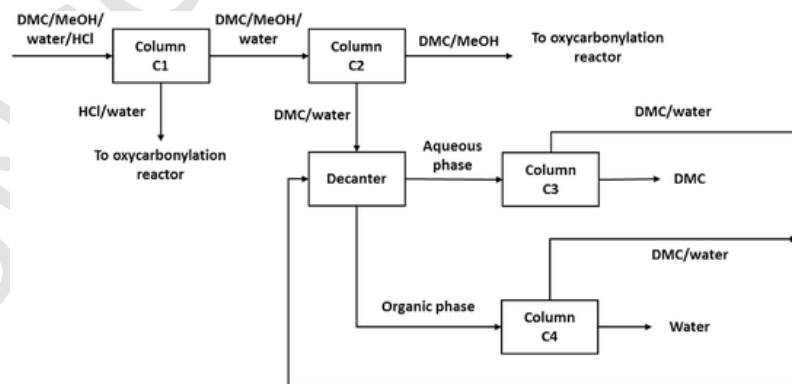 DMC/MeOH/
water/HCl
Column
C1
DMC/MeOH/
water
Column
C2
DMC/MeOH
To oxycarbonylation
reactor
HCl/water
To oxycarbonylation
reactor
DMC/water
Decanter
Aqueous
phase
Column
C3
DMC/water
DMC
DMC/water
Organic phase
Column
C4
Water